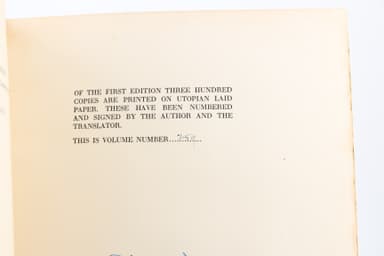 OF THE FIRST EDITION THREE HUNDRED
COPIES ARE PRINTED ON UTOPIAN LAID
PAPER. THESE HAVE BEEN NUMBERED
AND SIGNED BY THE AUTHOR AND THE
TRANSLATOR.
THIS IS VOLUME NUMBER